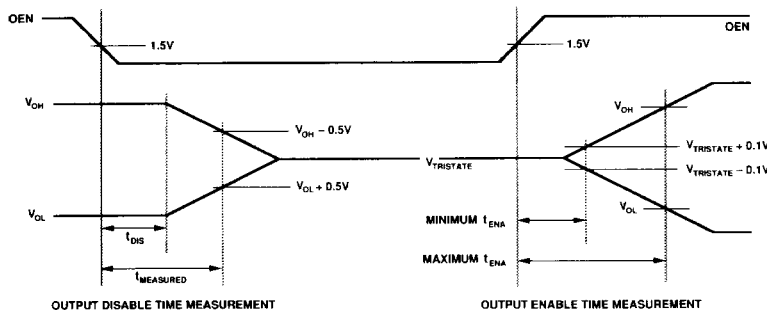 OEN
1.5V
1.5V
OEN
VOH
VOH – 0.5V
VOH
VTRISTATE
VTRISTATE + 0.1V
VTRISTATE – 0.1V
VOL + 0.5V
VOL
VOL
tDIS
MINIMUM tENA
tMEASURED
MAXIMUM tENA
OUTPUT DISABLE TIME MEASUREMENT
OUTPUT ENABLE TIME MEASUREMENT